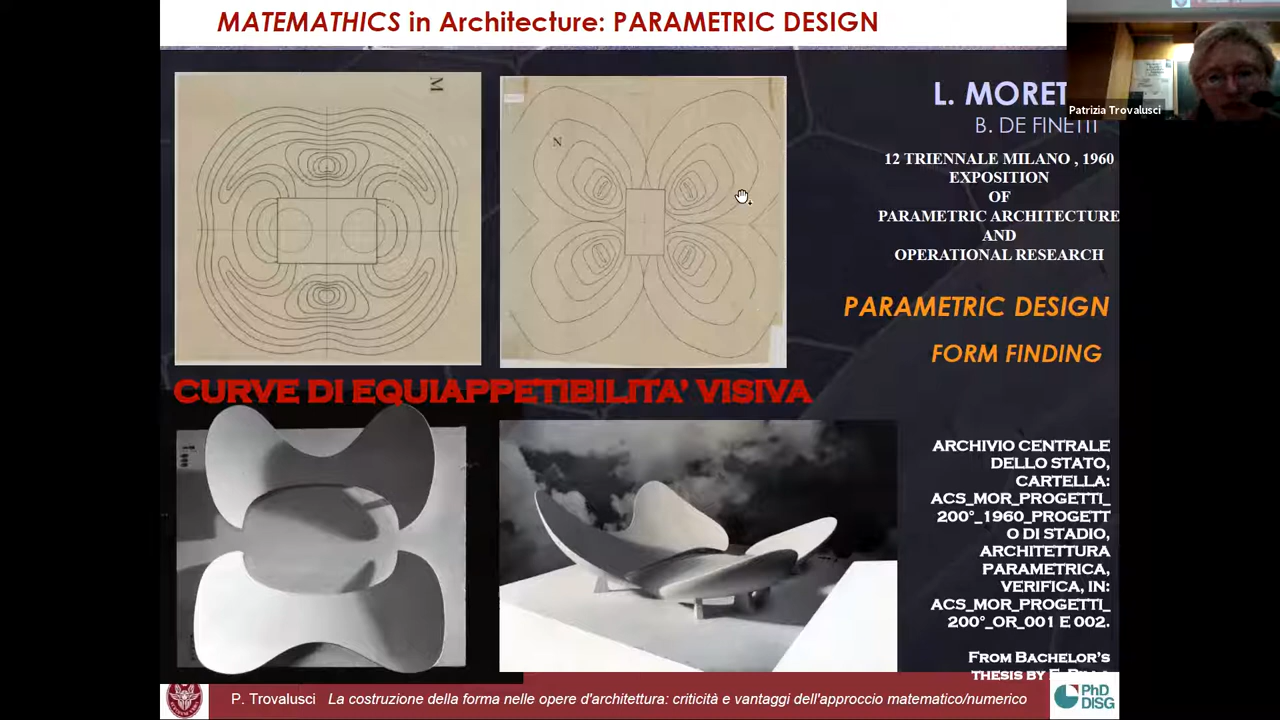 MATEMATHICS in Architecture: PARAMETRIC DESIGN
M
N
L. MORET
B. DE FINETTI
Patrizia Trovalusci
12 TRIENNALE MILANO , 1960
EXPOSITION
OF
PARAMETRIC ARCHITECTURE
AND
OPERATIONAL RESEARCH
PARAMETRIC DESIGN
FORM FINDING
CURVE DI EQUIAPPETIBILITA' VISIVA
ARCHIVIO CENTRALE
DELLO STATO,
CARTELLA:
ACS_MOR_PROGETTI_
200°_1960_PROGETT
O DI STADIO,
ARCHITETTURA
PARAMETRICA,
VERIFICA, IN:
ACS_MOR_PROGETTI_
200°_OR_001 E 002.
FROM BACHELOR'S
THESIS BY
P. Trovalusci La costruzione della forma nelle opere d'architettura: criticità e vantaggi dell'approccio matematico/numerico
PhD
DISG